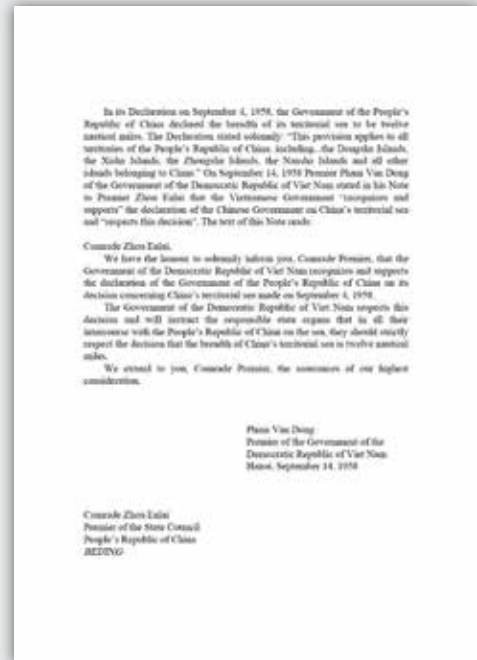 In its Declaration on September 4, 1958, the Government of the People's
Republic of China declared the breadth of its territorial sea to be twelve
nautical miles. The Declaration stated solemnly: "This provision applies to all
territories of the People's Republic of China, including...the Dongsha Islands,
the Xisha Islands, the Zhongsha Islands, the Nansha Islands and all other
islands belonging to China." On September 14, 1958 Premier Pham Van Dong
of the Government of the Democratic Republic of Viet Nam stated in his Note
to Premier Zhou Enlai that the Vietnamese Government "recognizes and
supports" the declaration of the Chinese Government on China's territorial sea
and "respects this decision". The text of this Note reads:
Comrade Zhou Enlai,
We have the honour to solemnly inform you, Comrade Premier, that the
Government of the Democratic Republic of Viet Nam recognizes and supports
the declaration of the Government of the People's Republic of China on its
decision concerning China's territorial sea made on September 4, 1958.
The Government of the Democratic Republic of Viet Nam respects this
decision and will instruct the responsible state organs that in all their
intercourse with the People's Republic of China on the sea, they should strictly
respect the decision that the breadth of China's territorial sea is twelve nautical
miles.
We extend to you, Comrade Premier, the assurances of our highest
consideration.
Pham Van Dong
Premier of the Government of the
Democratic Republic of Viet Nam
Hanoi, September 14, 1958
Comrade Zhou Enlai
Premier of the State Council
People's Republic of China
BEIJING